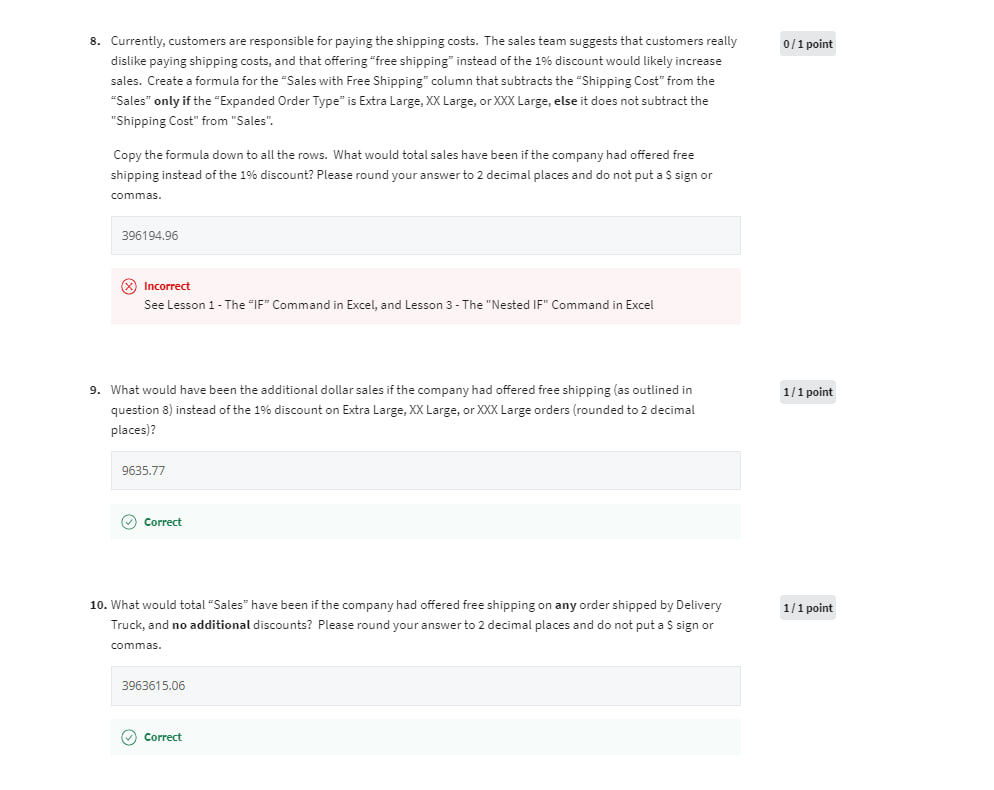 8. Currently, customers are responsible for paying the shipping costs. The sales team suggests that customers really
0 / 1 point
dislike paying shipping costs, and that offering “free shipping” instead of the 1% discount would likely increase
sales. Create a formula for the “Sales with Free Shipping” column that subtracts the “Shipping Cost” from the
“Sales” only if the “Expanded Order Type” is Extra Large, XX Large, or XXX Large, else it does not subtract the
"Shipping Cost" from "Sales”.
Copy the formula down to all the rows. What would total sales have been if the company had offered free
shipping instead of the 1% discount? Please round your answer to 2 decimal places and do not put a $ sign or
commas.
396194.96
Incorrect
See Lesson 1 - The “IF” Command in Excel, and Lesson 3 - The "Nested IF" Command in Excel
9. What would have been the additional dollar sales if the company had offered free shipping (as outlined in
1 / 1 point
question 8) instead of the 1% discount on Extra Large, XX Large, or XXX Large orders (rounded to 2 decimal
places)?
9635.77
Correct
10. What would total “Sales” have been if the company had offered free shipping on any order shipped by Delivery
1 / 1 point
Truck, and no additional discounts? Please round your answer to 2 decimal places and do not put a $ sign or
commas.
3963615.06
Correct